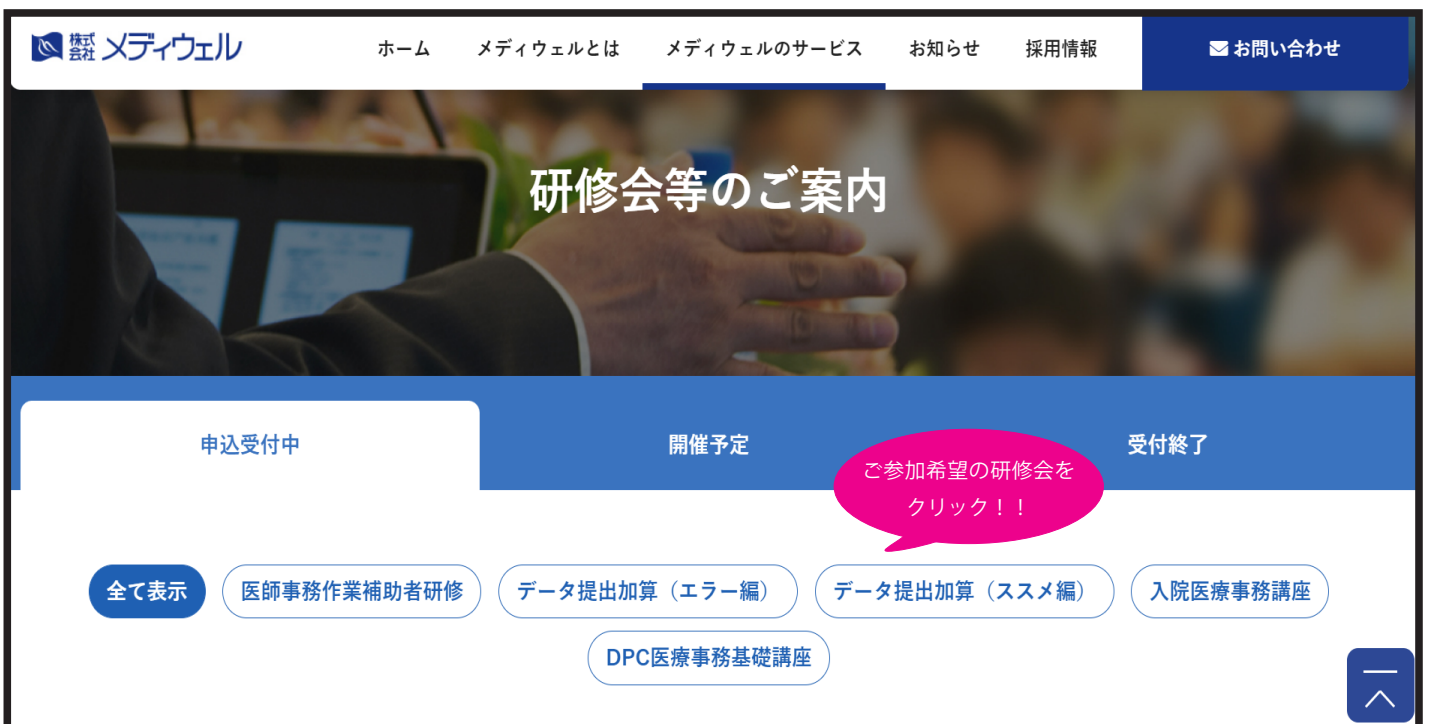 株式会社 メディウェル
ホーム メディウェルとは メディウェルのサービス お知らせ 採用情報 お問い合わせ
研修会等のご案内
申込受付中 開催予定 受付終了
ご参加希望の研修会を
クリック！！
全て表示 医師事務作業補助者研修 データ提出加算（エラー編） データ提出加算（ススメ編） 入院医療事務講座
DPC医療事務基礎講座